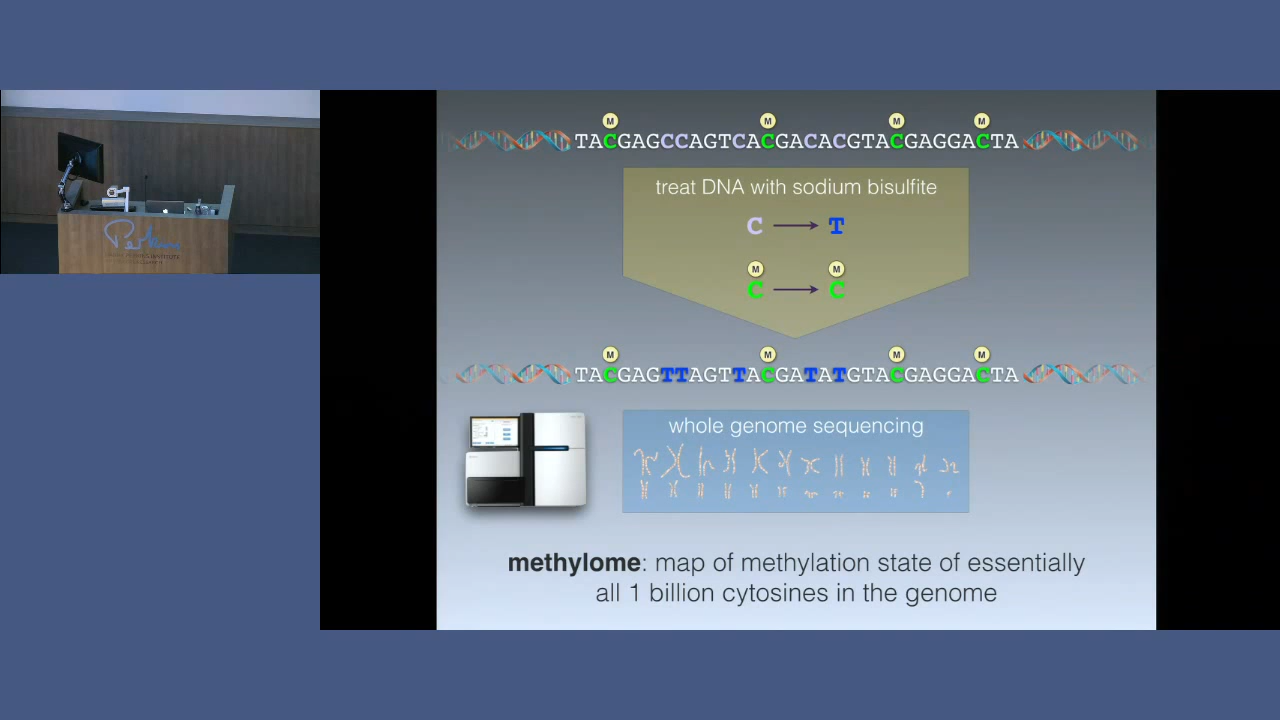 M M M M
TACGAGCCAGTCACGACACGTACGAGGACTA
treat DNA with sodium bisulfite
C T
M M
C C
M M M M
TACGAGTTAGTTACGATATGTACGAGGACTA
whole genome sequencing
methylome: map of methylation state of essentially
all 1 billion cytosines in the genome